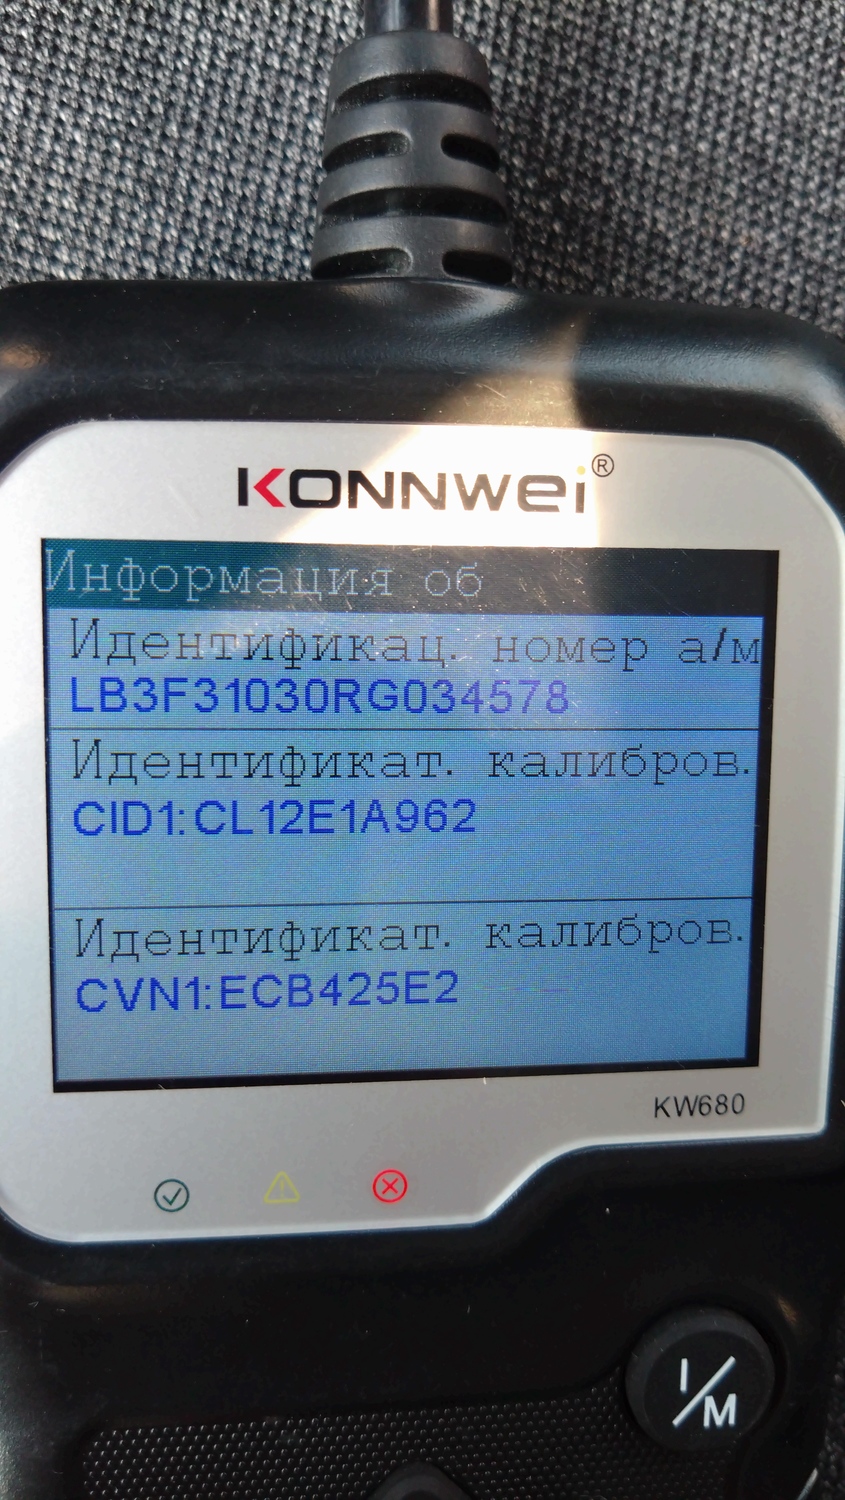 KONNWEI®
Информация об
Идентификац. номер а/м
LB3F31030RG034578
Идентификат. калибров.
CID1:CL12E1A962
Идентификат. калибров.
CVN1:ECB425E2
KW680
I/M